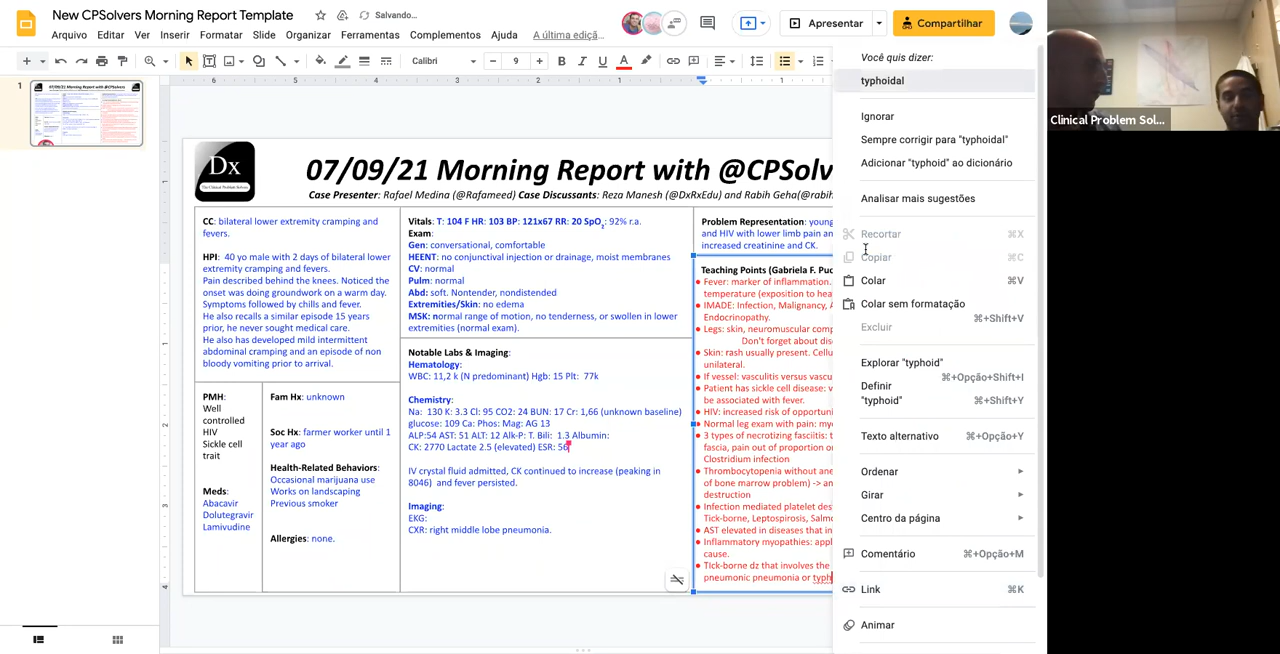 New CPSolvers Morning Report Template
Salvando...
Arquivo Editar Ver Inserir Formatar Slide Organizar Ferramentas Complementos Ajuda A última ediçã...
Apresentar
Compartilhar
Calibri
9
1
07/09/21 Morning Report with @CPSolv
Case Presenter: Rafael Medina (@Rafameed) Case Discussants: Reza Manesh (@DxRxEdu) and Rabih Geha(@rabih
Dx
The Clinical Problem Solvers
CC: bilateral lower extremity cramping and
fevers.
HPI: 40 yo male with 2 days of bilateral lower
extremity cramping and fevers.
Pain described behind the knees. Noticed the
onset was doing groundwork on a warm day.
Symptoms followed by chills and fever.
He also recalls a similar episode 15 years
prior, he never sought medical care.
He also has developed mild intermittent
abdominal cramping and an episode of non
bloody vomiting prior to arrival.
PMH:
Well
controlled
HIV
Sickle cell
trait
Meds:
Abacavir
Dolutegravir
Lamivudine
Fam Hx: unknown
Soc Hx: farmer worker until 1
year ago
Health-Related Behaviors:
Occasional marijuana use
Works on landscaping
Previous smoker
Allergies: none.
Vitals: T: 104 F HR: 103 BP: 121x67 RR: 20 SpO2: 92% r.a.
Exam:
Gen: conversational, comfortable
HEENT: no conjunctival injection or drainage, moist membranes
CV: normal
Pulm: normal
Abd: soft. Nontender, nondistended
Extremities/Skin: no edema
MSK: normal range of motion, no tenderness, or swollen in lower
extremities (normal exam).
Notable Labs & Imaging:
Hematology:
WBC: 11,2 k (N predominant) Hgb: 15 Plt: 77k
Chemistry:
Na: 130 K: 3.3 Cl: 95 CO2: 24 BUN: 17 Cr: 1,66 (unknown baseline)
glucose: 109 Ca: Phos: Mag: AG 13
ALP:54 AST: 51 ALT: 12 Alk-P: T. Bili: 1.3 Albumin:
CK: 2770 Lactate 2.5 (elevated) ESR: 56
IV crystal fluid admitted, CK continued to increase (peaking in
8046) and fever persisted.
Imaging:
EKG:
CXR: right middle lobe pneumonia.
Problem Representation: young
and HIV with lower limb pain an
increased creatinine and CK.
Teaching Points (Gabriela F. Puc
Fever: marker of inflammation.
temperature (exposition to hea
IMADE: Infection, Malignancy, A
Endocrinopathy.
Legs: skin, neuromuscular comp
Don't forget about dis
Skin: rash usually present. Cellu
unilateral.
If vessel: vasculitis versus vascu
Patient has sickle cell disease: v
be associated with fever.
HIV: increased risk of opportuni
Normal leg exam with pain: my
3 types of necrotizing fasciitis: t
fascia, pain out of proportion o
Clostridium infection
Thrombocytopenia without ane
of bone marrow problem) -> an
destruction
Infection mediated platelet des
Tick-borne, Leptospirosis, Salmo
AST elevated in diseases that in
Inflammatory myopathies: appl
cause.
TIck-borne dz that involves the
pneumonic pneumonia or typh
Você quis dizer:
typhoidal
Ignorar
Sempre corrigir para "typhoidal"
Adicionar "typhoid" ao dicionário
Analisar mais sugestões
Recortar ⌘X
Copiar ⌘C
Colar ⌘V
Colar sem formatação
⌘+Shift+V
Excluir
Explorar "typhoid"
⌘+Opção+Shift+I
Definir
"typhoid" ⌘+Shift+Y
Texto alternativo ⌘+Opção+Y
Ordenar
Girar
Centro da página
Comentário ⌘+Opção+M
Link ⌘K
Animar
Clinical Problem Sol...